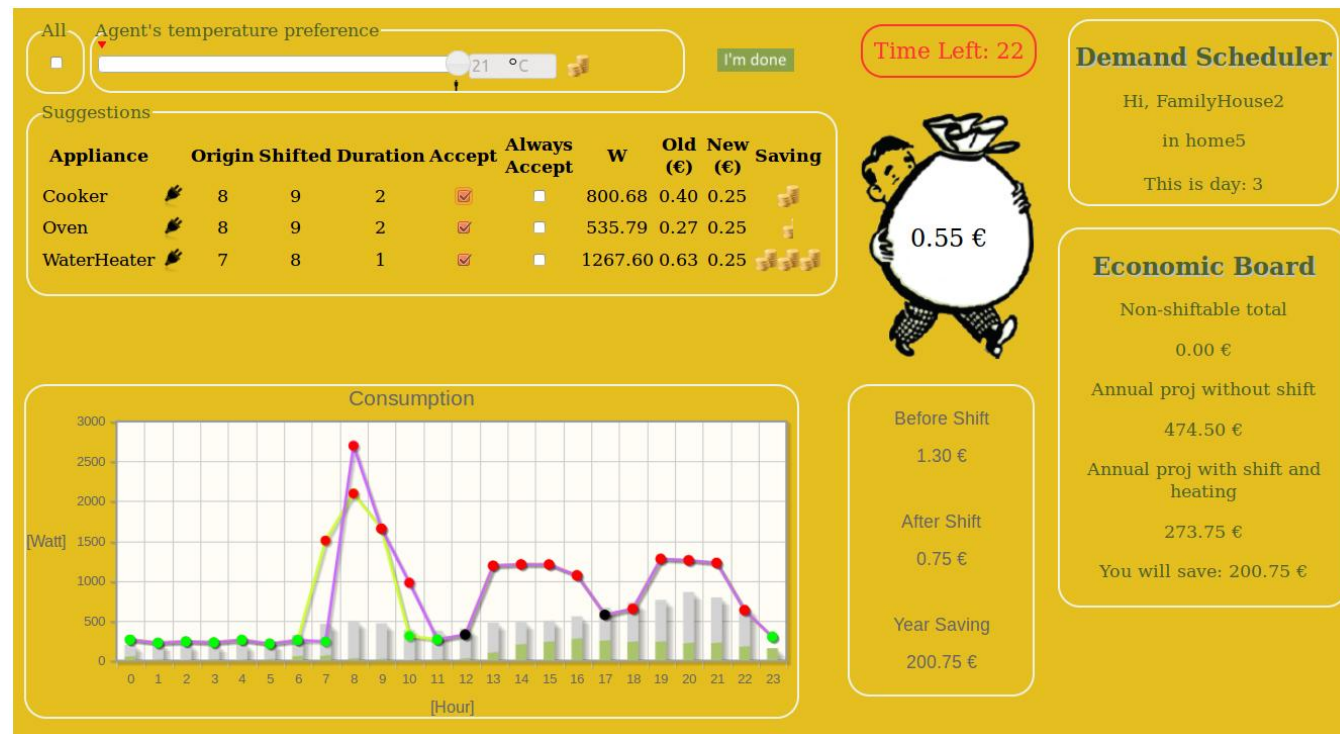 All
Agent's temperature preference
21 °C
I'm done
Time Left: 22
Suggestions
Appliance Origin Shifted Duration Accept Always Accept W Old (€) New (€) Saving
Cooker 8 9 2 800.68 0.40 0.25
Oven 8 9 2 535.79 0.27 0.25
WaterHeater 7 8 1 1267.60 0.63 0.25
0.55 €
Demand Scheduler
Hi, FamilyHouse2
in home5
This is day: 3
Economic Board
Non-shiftable total
0.00 €
Annual proj without shift
474.50 €
Annual proj with shift and
heating
273.75 €
You will save: 200.75 €
Consumption
3000
2500
2000
[Watt] 1500
1000
500
0
0 1 2 3 4 5 6 7 8 9 10 11 12 13 14 15 16 17 18 19 20 21 22 23
[Hour]
Before Shift
1.30 €
After Shift
0.75 €
Year Saving
200.75 €